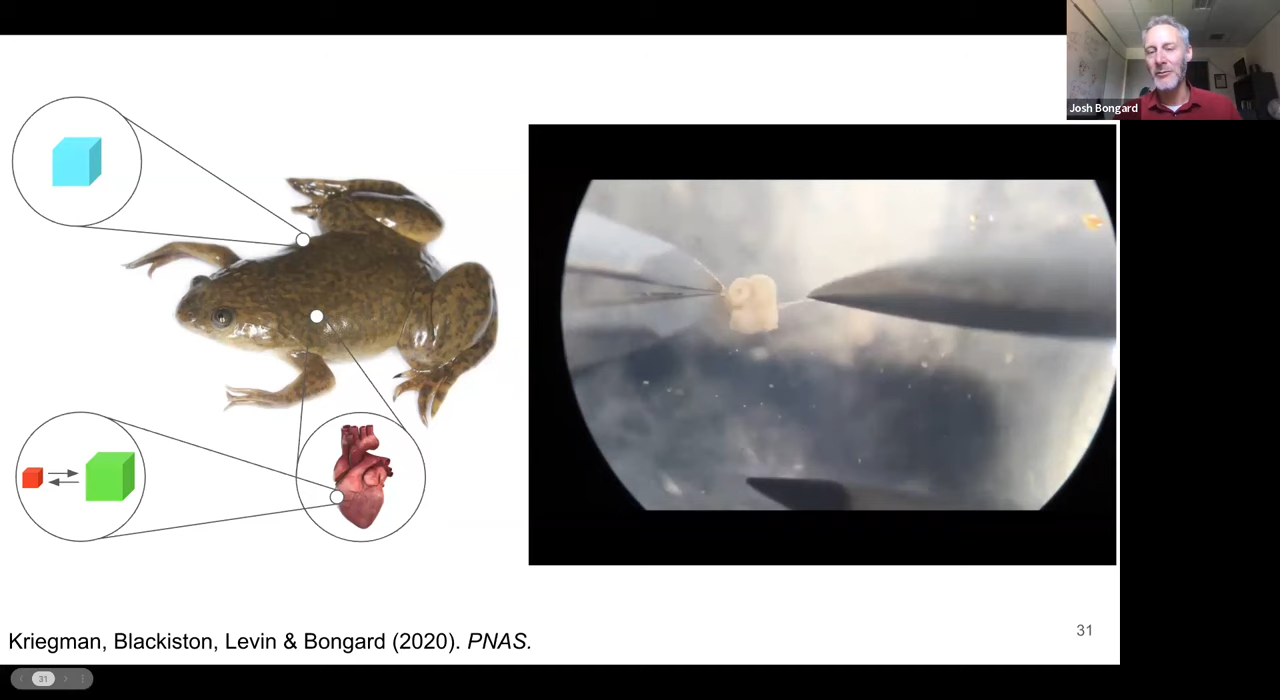 Josh Bongard
Kriegman, Blackiston, Levin & Bongard (2020). PNAS.
31
31